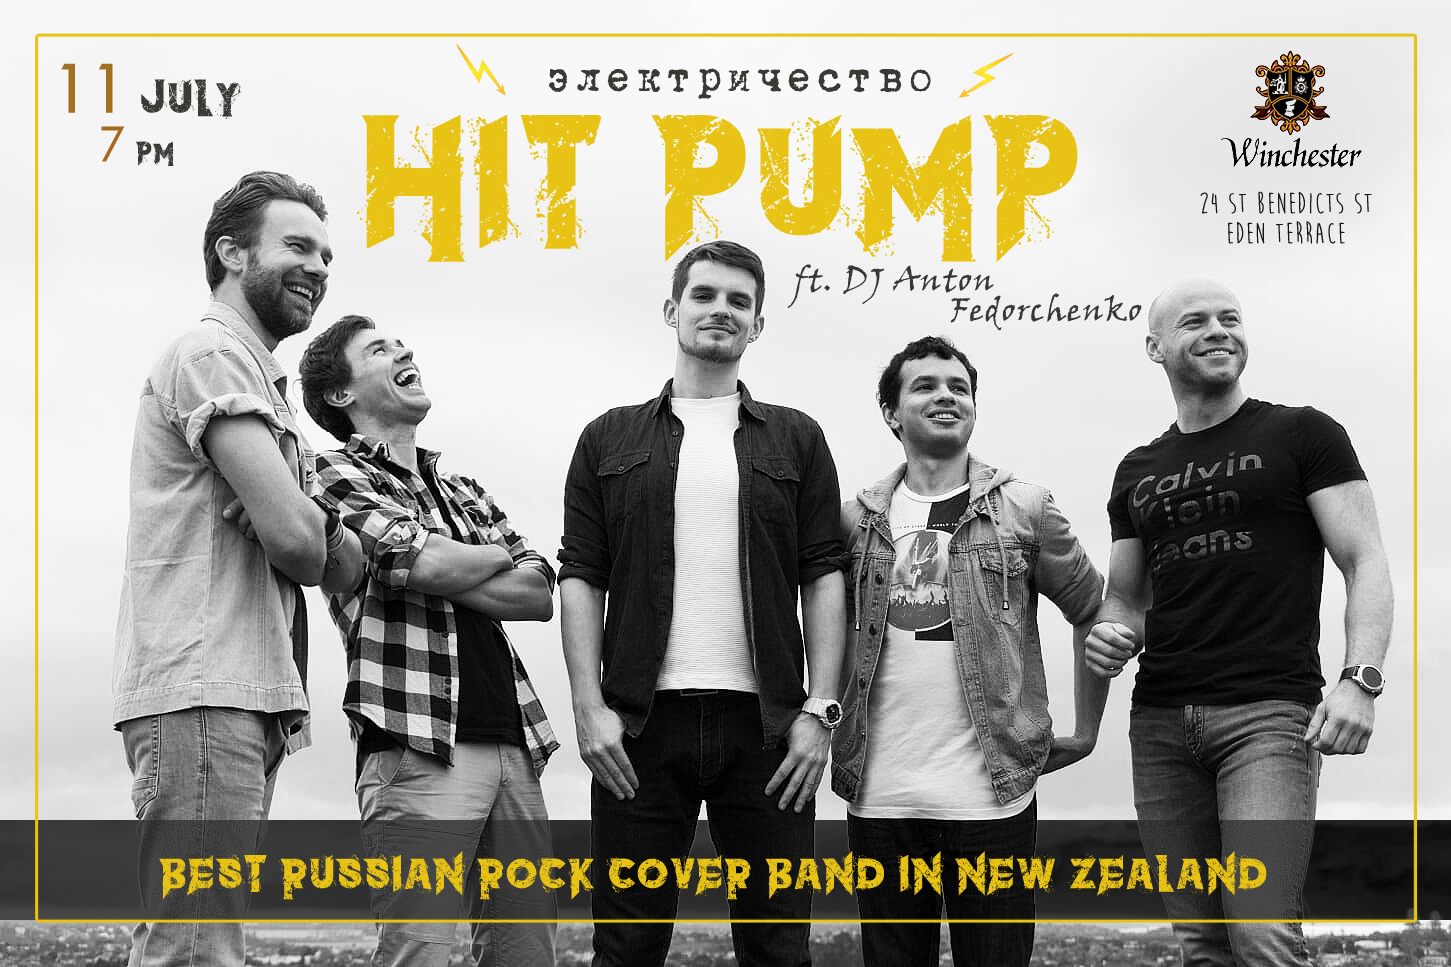 11 JULY
7 PM
электричество
HIT PUMP
ft. DJ Anton
Fedorchenko
Winchester
24 ST BENEDICTS ST
EDEN TERRACE
Calvin
Klein
Jeans
BEST RUSSIAN ROCK COVER BAND IN NEW ZEALAND